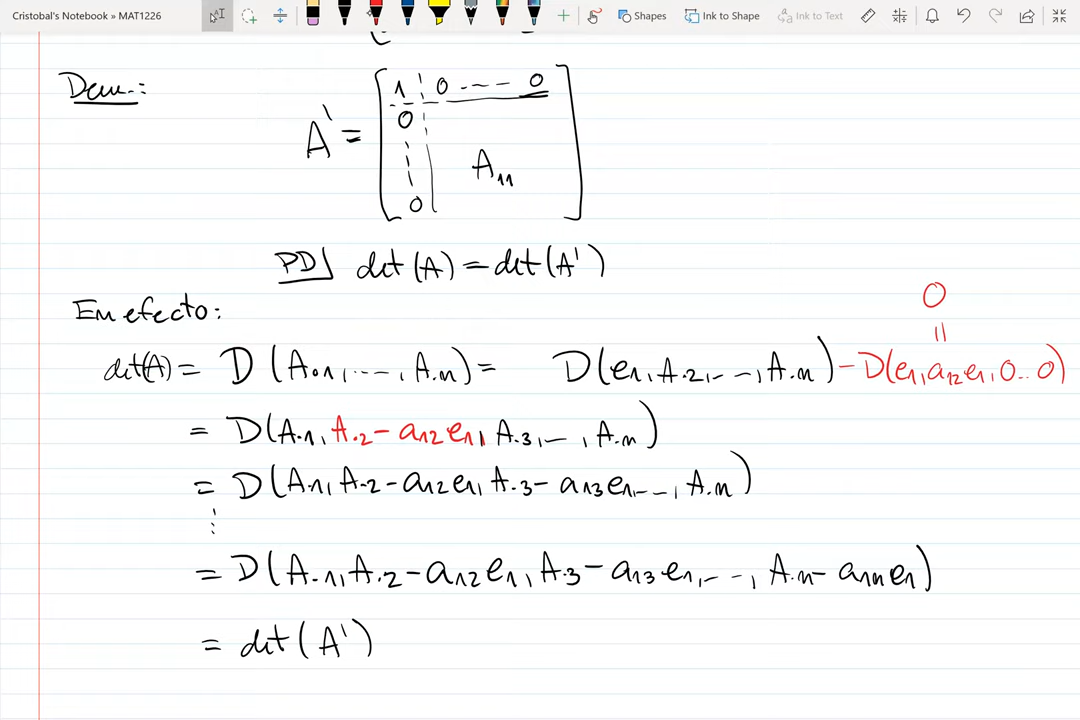 Cristobal's Notebook » MAT1226
Shapes
Ink to Shape
Ink to Text
Dem.:
A' = [ 1 0 ---- 0
0
A₁₁
0 ]
PD] det(A) = det(A')
En efecto:
0
||
det(A) = D(A.₁, ---, A.n) = D(e₁, A.₂, --, A.n) - D(e₁, a₁₂e₁, 0..0)
= D(A.₁, A.₂ - a₁₂e₁, A.₃, -, A.n)
= D(A.₁, A.₂ - a₁₂e₁, A.₃ - a₁₃e₁, --, A.n)
⋮
= D(A.₁, A.₂ - a₁₂e₁, A.₃ - a₁₃e₁, --, A.n - a₁ne₁)
= det(A')